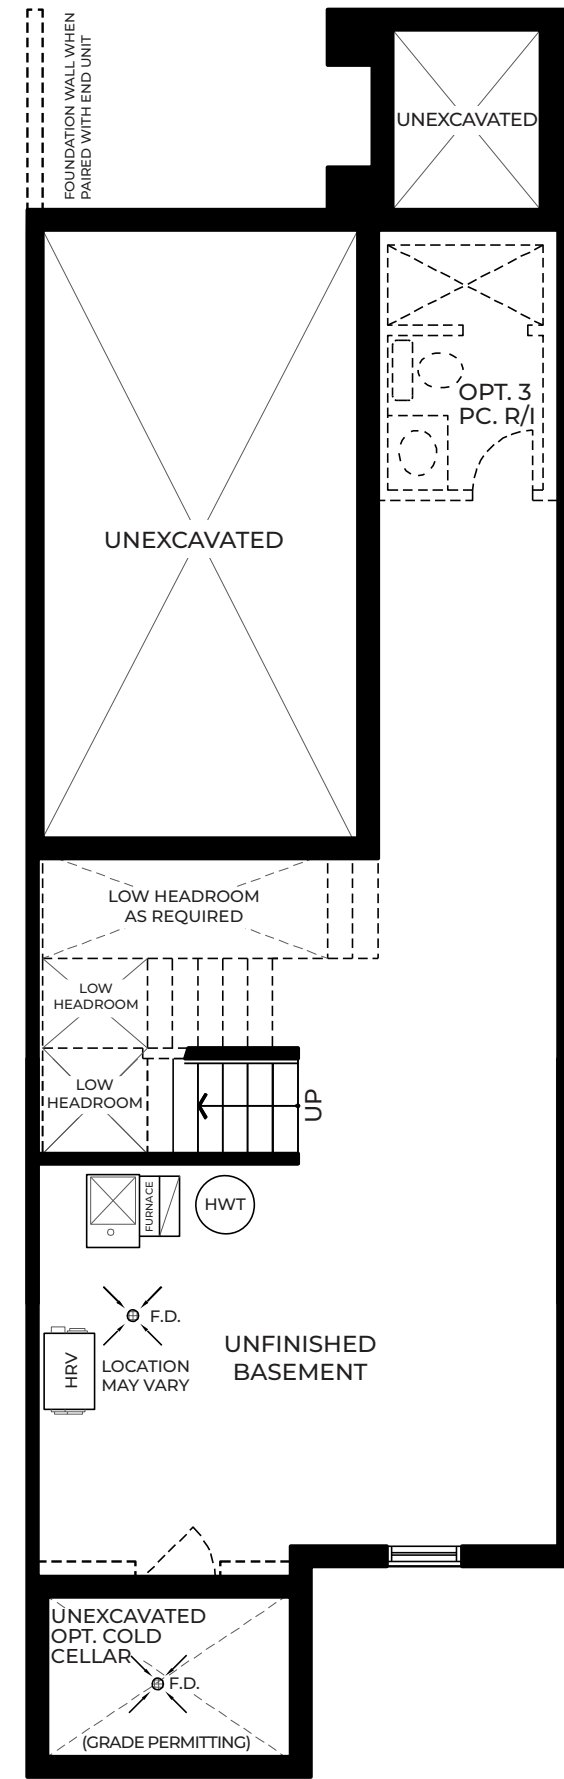 FOUNDATION WALL WHEN
PAIRED WITH END UNIT
UNEXCAVATED
OPT. 3
PC. R/I
UNEXCAVATED
LOW HEADROOM
AS REQUIRED
LOW
HEADROOM
LOW
HEADROOM
UP
FURNACE
HWT
F.D.
HRV
LOCATION
MAY VARY
UNFINISHED
BASEMENT
UNEXCAVATED
OPT. COLD
CELLAR
F.D.
(GRADE PERMITTING)